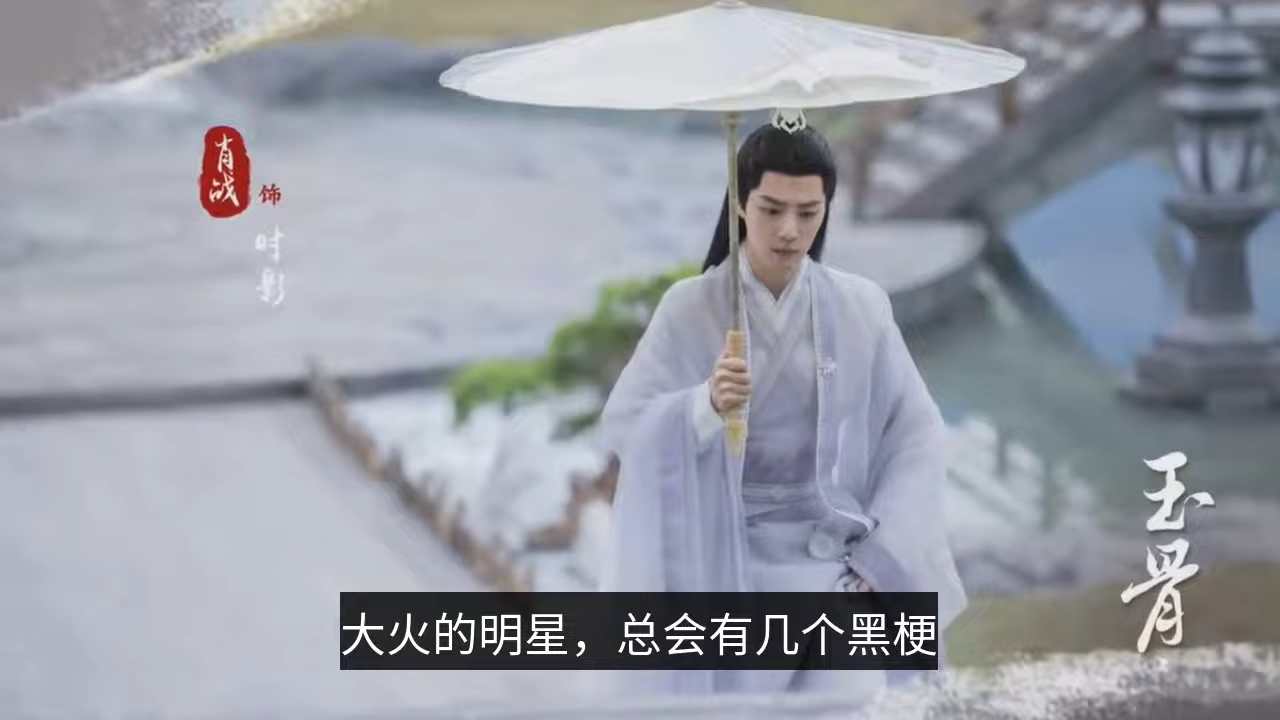 肖战
饰
时影
玉骨
大火的明星，总会有几个黑梗